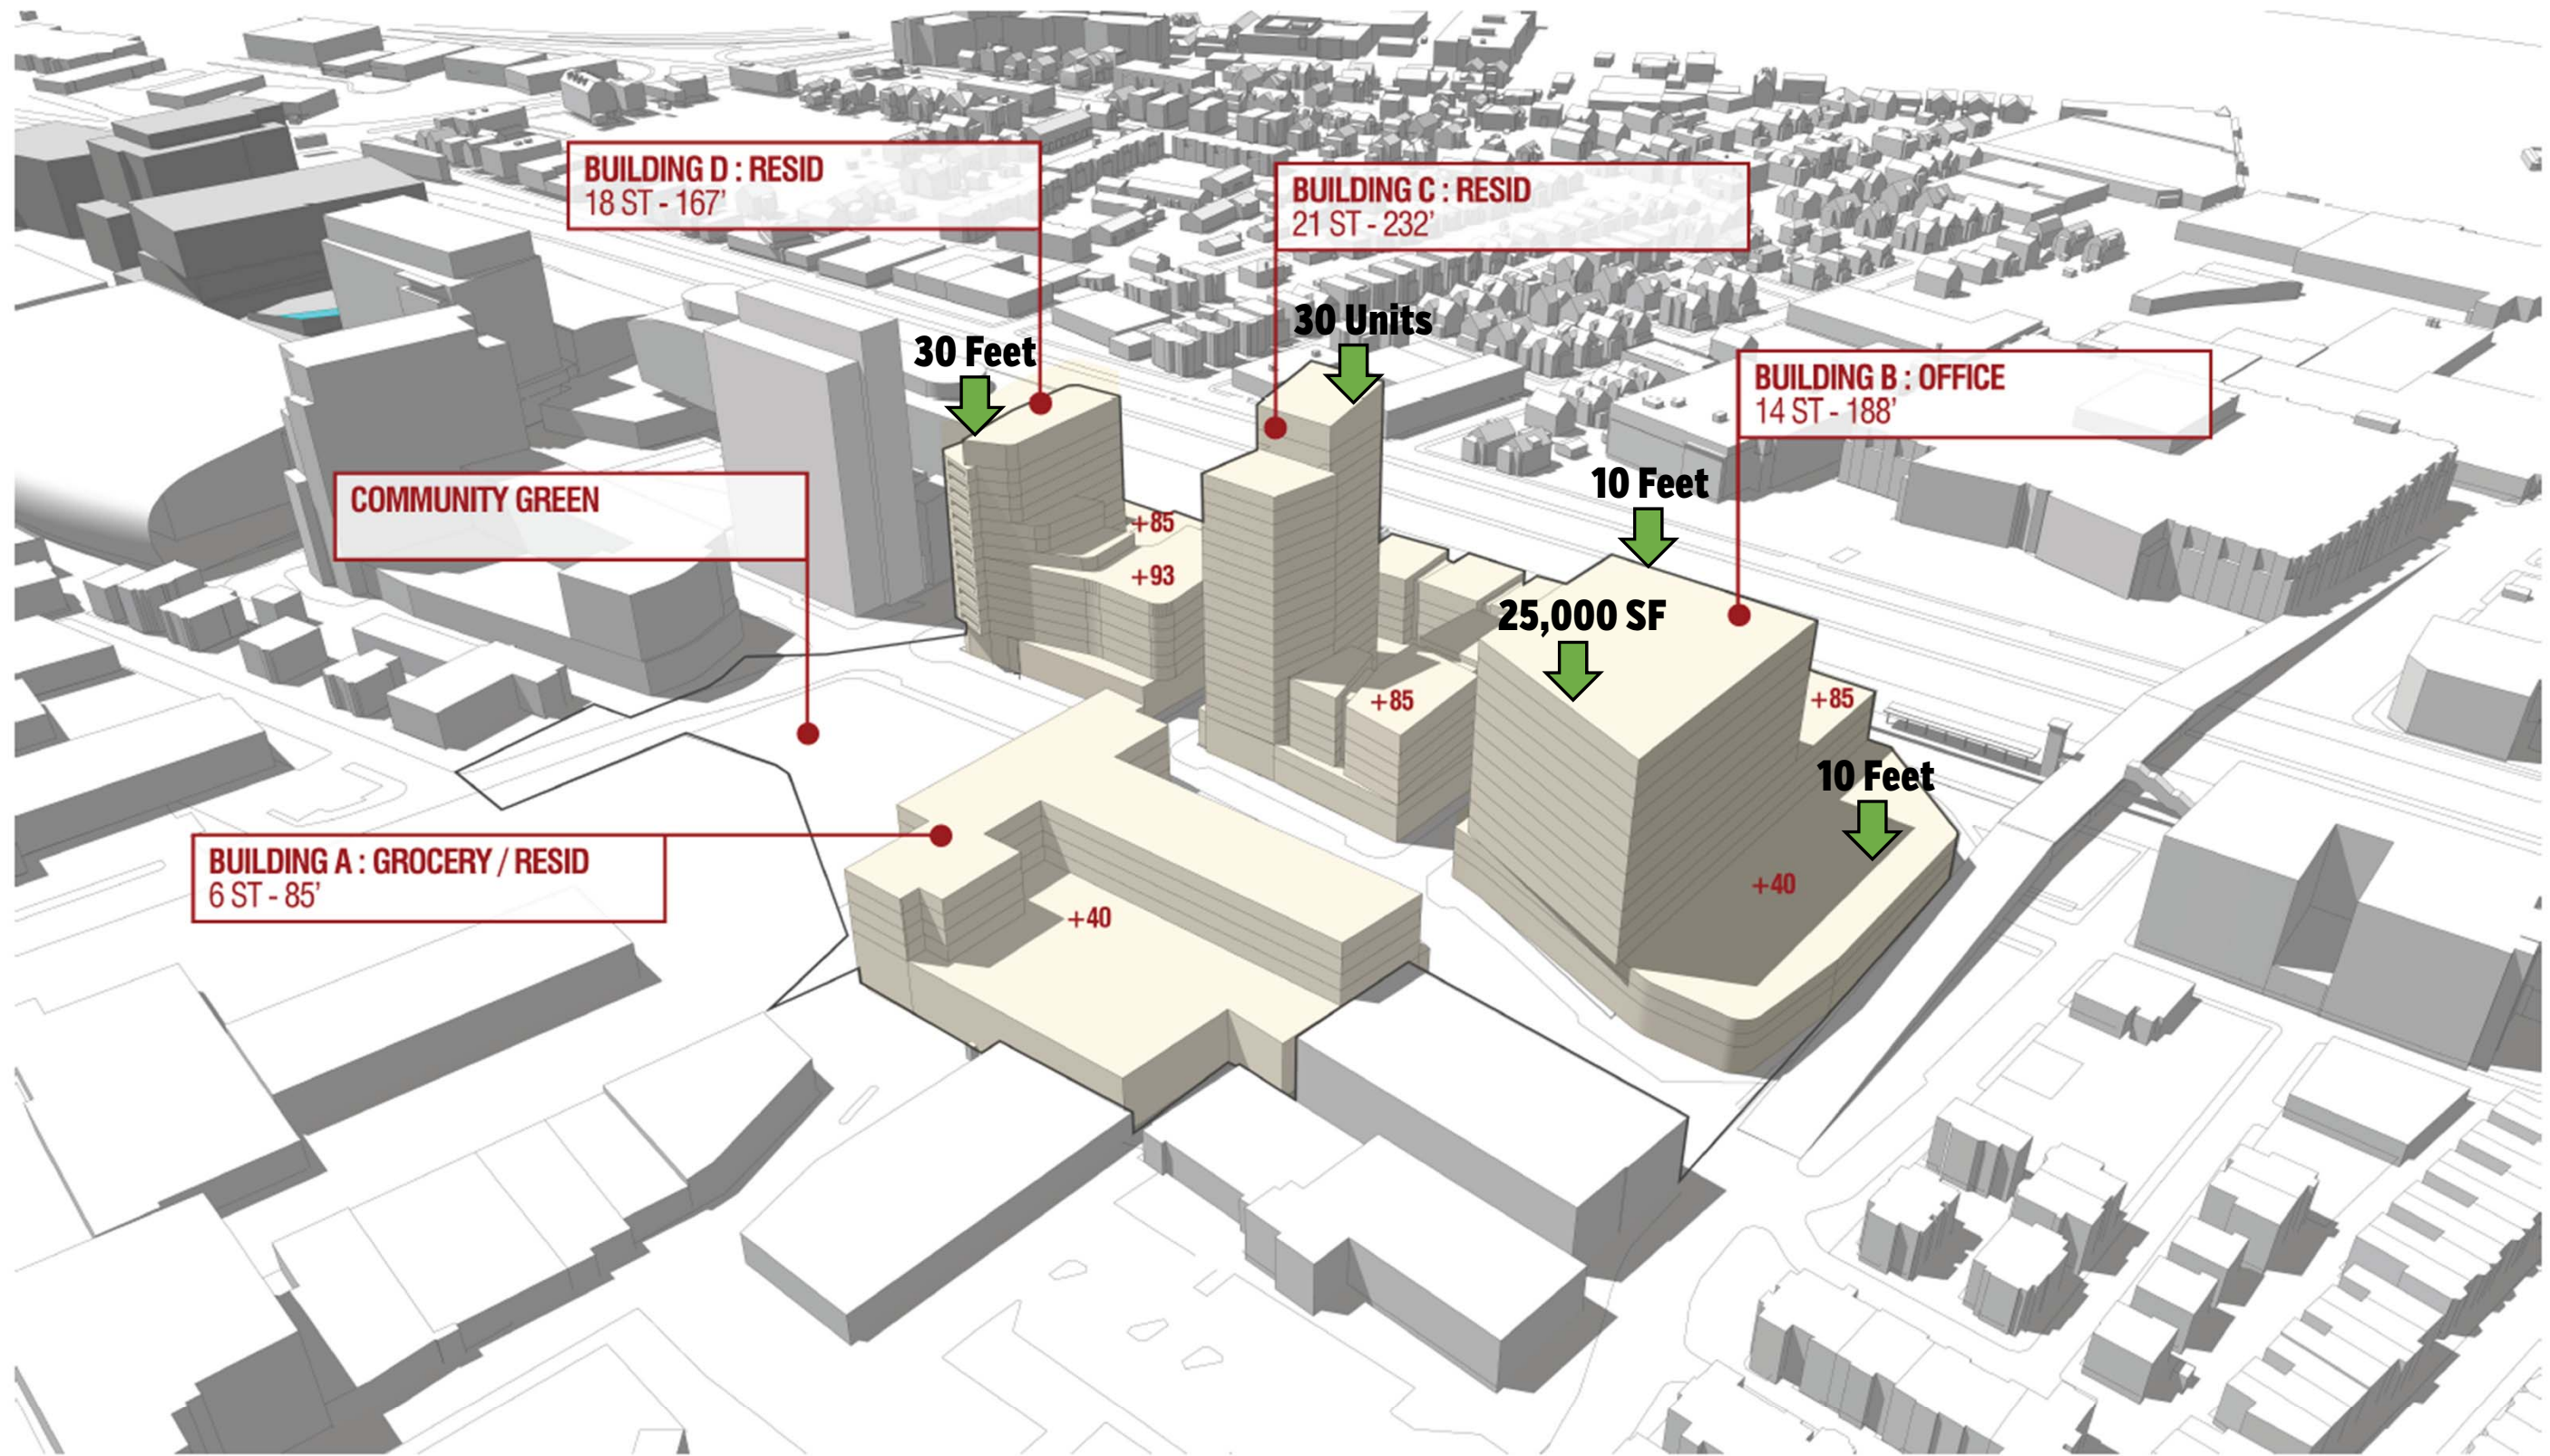 BUILDING D : RESID
18 ST - 167’
BUILDING C : RESID
21 ST - 232’
30 Units
30 Feet
BUILDING B : OFFICE
14 ST - 188’
10 Feet
COMMUNITY GREEN
+85
+93
25,000 SF
+85
+85
10 Feet
BUILDING A : GROCERY / RESID
6 ST - 85’
+40
+40